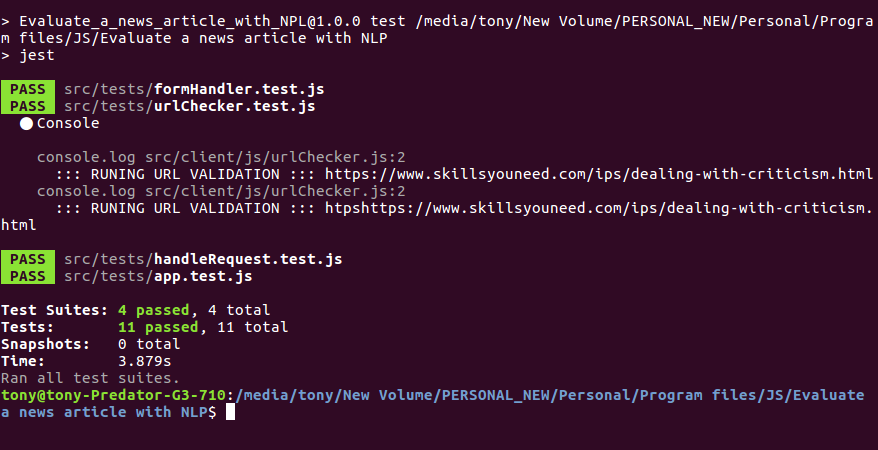 > Evaluate_a_news_article_with_NPL@1.0.0 test /media/tony/New Volume/PERSONAL_NEW/Personal/Progra
m files/JS/Evaluate a news article with NLP
> jest
PASS src/tests/formHandler.test.js
PASS src/tests/urlChecker.test.js
● Console
console.log src/client/js/urlChecker.js:2
::: RUNING URL VALIDATION ::: https://www.skillsyouneed.com/ips/dealing-with-criticism.html
console.log src/client/js/urlChecker.js:2
::: RUNING URL VALIDATION ::: htpshttps://www.skillsyouneed.com/ips/dealing-with-criticism.
html
PASS src/tests/handleRequest.test.js
PASS src/tests/app.test.js
Test Suites: 4 passed, 4 total
Tests: 11 passed, 11 total
Snapshots: 0 total
Time: 3.879s
Ran all test suites.
tony@tony-Predator-G3-710:/media/tony/New Volume/PERSONAL_NEW/Personal/Program files/JS/Evaluate
a news article with NLP$